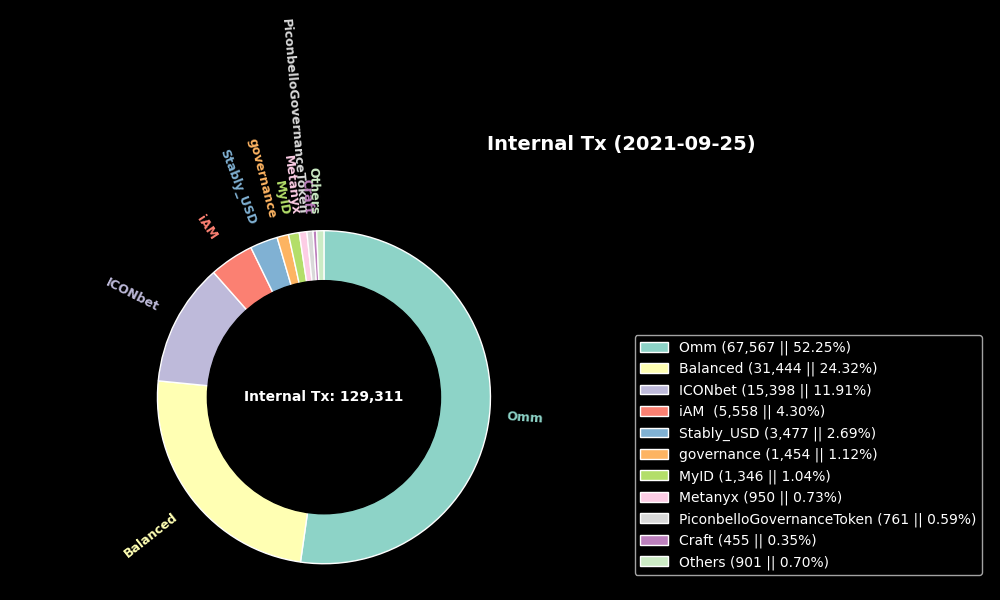 Internal Tx (2021-09-25)
PiconbelloGovernanceToken
Others
Craft
Metanyx
MyID
governance
Stably_USD
iAM
ICONbet
Balanced
Omm
Internal Tx: 129,311
Omm (67,567 || 52.25%)
Balanced (31,444 || 24.32%)
ICONbet (15,398 || 11.91%)
iAM  (5,558 || 4.30%)
Stably_USD (3,477 || 2.69%)
governance (1,454 || 1.12%)
MyID (1,346 || 1.04%)
Metanyx (950 || 0.73%)
PiconbelloGovernanceToken (761 || 0.59%)
Craft (455 || 0.35%)
Others (901 || 0.70%)